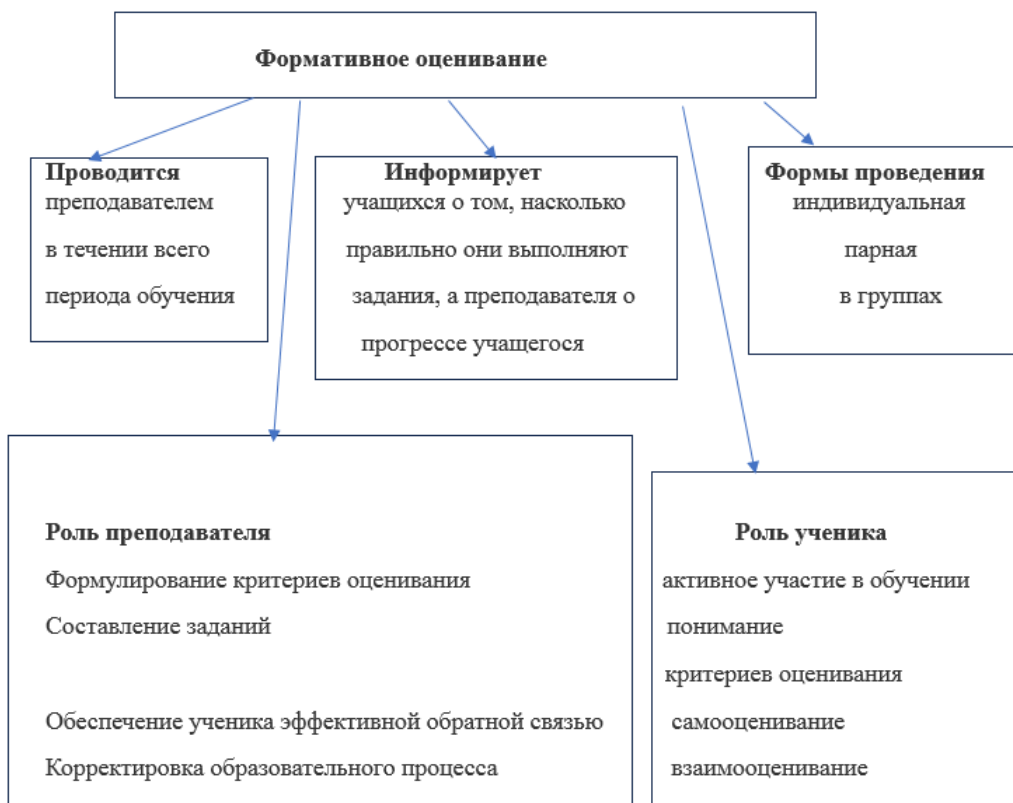 Формативное оценивание
Проводится
преподавателем
в течении всего
периода обучения
Информирует
учащихся о том, насколько
правильно они выполняют
задания, а преподавателя о
прогрессе учащегося
Формы проведения
индивидуальная
парная
в группах
Роль преподавателя
Формулирование критериев оценивания
Составление заданий
Обеспечение ученика эффективной обратной связью
Корректировка образовательного процесса
Роль ученика
активное участие в обучении
понимание
критериев оценивания
самооценивание
взаимооценивание